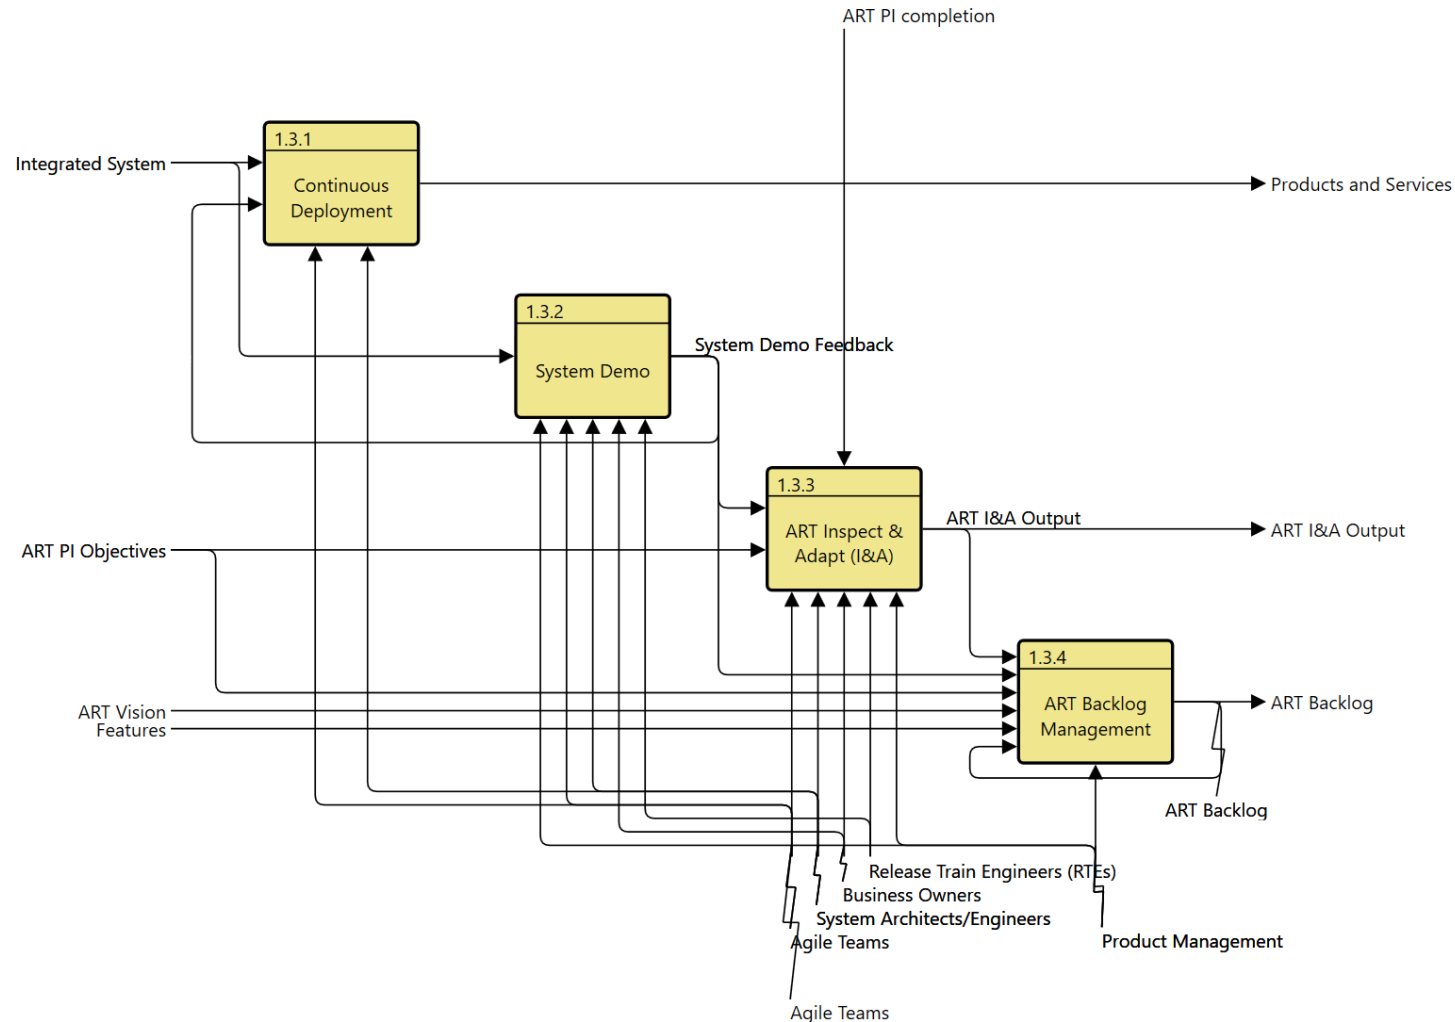 ART PI completion
1.3.1
Integrated System
Continuous
Deployment
Products and Services
1.3.2
System Demo Feedback
System Demo
1.3.3
ART I&A Output
ART Inspect &
Adapt (I&A)
ART I&A Output
ART PI Objectives
1.3.4
ART Backlog
Management
ART Backlog
ART Vision
Features
ART Backlog
Release Train Engineers (RTEs)
Business Owners
System Architects/Engineers
Agile Teams
Product Management
Agile Teams